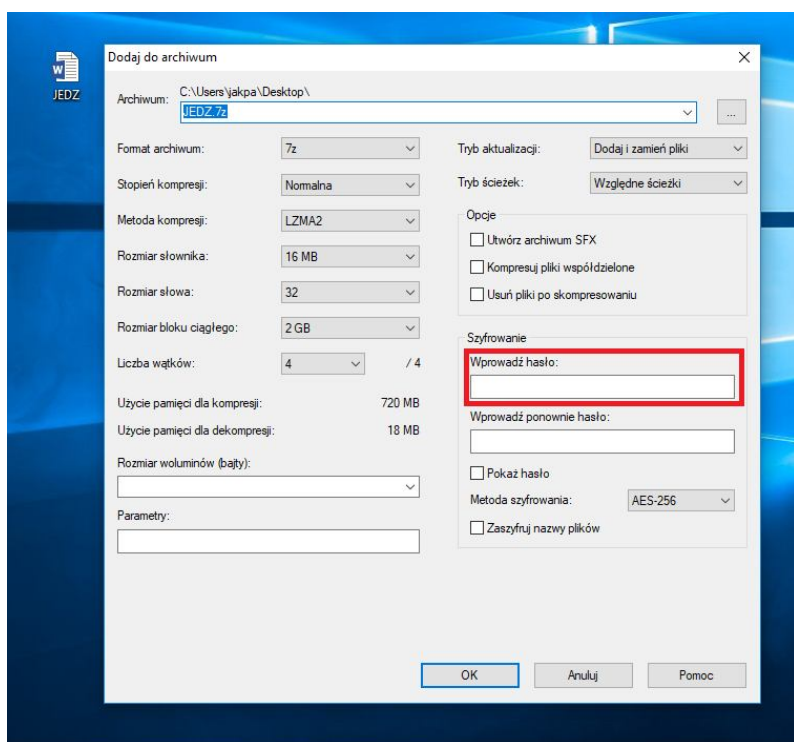 JEDZ
Dodaj do archiwum
Archiwum: C:\Users\jakpa\Desktop\
JEDZ.7z
...
Format archiwum: 7z
Stopień kompresji: Normalna
Metoda kompresji: LZMA2
Rozmiar słownika: 16 MB
Rozmiar słowa: 32
Rozmiar bloku ciągłego: 2 GB
Liczba wątków: 4 / 4
Użycie pamięci dla kompresji: 720 MB
Użycie pamięci dla dekompresji: 18 MB
Rozmiar woluminów (bajty):
Parametry:
Tryb aktualizacji: Dodaj i zamień pliki
Tryb ścieżek: Względne ścieżki
Opcje
Utwórz archiwum SFX
Kompresuj pliki współdzielone
Usuń pliki po skompresowaniu
Szyfrowanie
Wprowadź hasło:
Wprowadź ponownie hasło:
Pokaż hasło
Metoda szyfrowania: AES-256
Zaszyfruj nazwy plików
OK Anuluj Pomoc